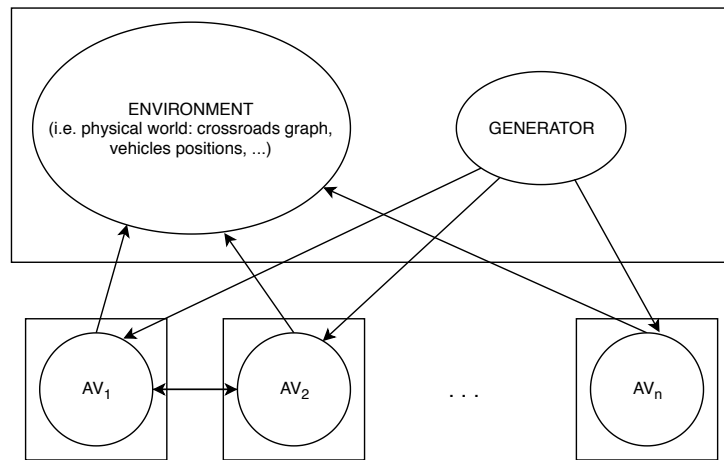 ENVIRONMENT
(i.e. physical world: crossroads graph,
vehicles positions, ...)
GENERATOR
AV1
AV2
. . .
AVn